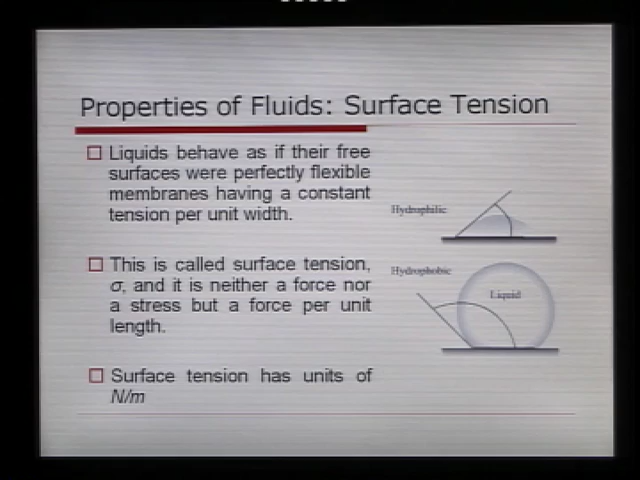 Properties of Fluids: Surface Tension
Liquids behave as if their free
surfaces were perfectly flexible
membranes having a constant
tension per unit width.
This is called surface tension,
σ, and it is neither a force nor
a stress but a force per unit
length.
Surface tension has units of
N/m
Hydrophilic
Hydrophobic
Liquid